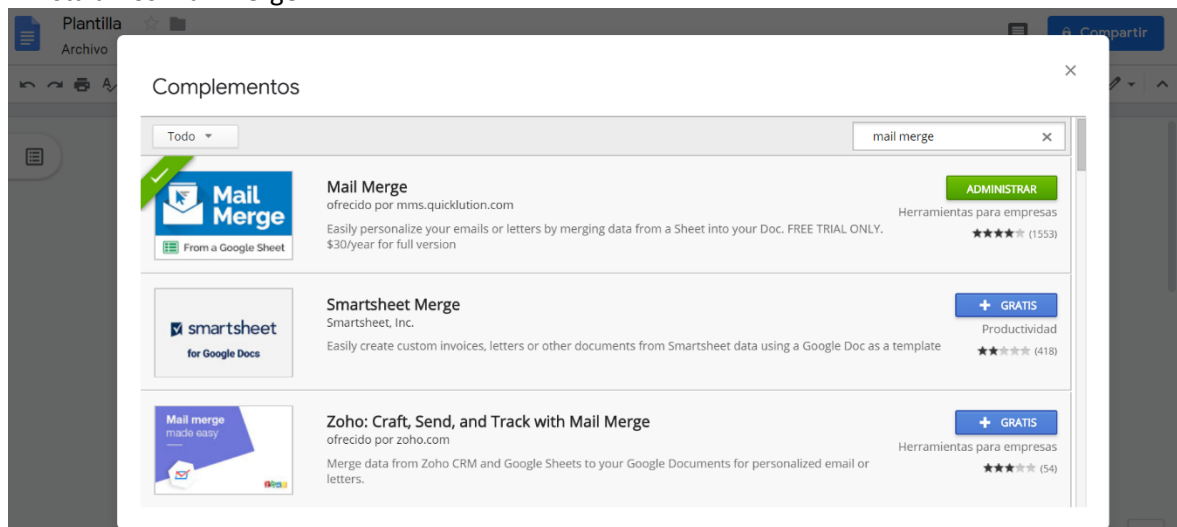 Plantilla
Archivo
Compartir
Complementos
Todo
mail merge
Mail
Merge
From a Google Sheet
Mail Merge
ofrecido por mms.quicklution.com
Easily personalize your emails or letters by merging data from a Sheet into your Doc. FREE TRIAL ONLY.
$30/year for full version
ADMINISTRAR
Herramientas para empresas
(1553)
smartsheet
for Google Docs
Smartsheet Merge
Smartsheet, Inc.
Easily create custom invoices, letters or other documents from Smartsheet data using a Google Doc as a template
GRATIS
Productividad
(418)
Mail merge
made easy
Zoho: Craft, Send, and Track with Mail Merge
ofrecido por zoho.com
Merge data from Zoho CRM and Google Sheets to your Google Documents for personalized email or
letters.
GRATIS
Herramientas para empresas
(54)